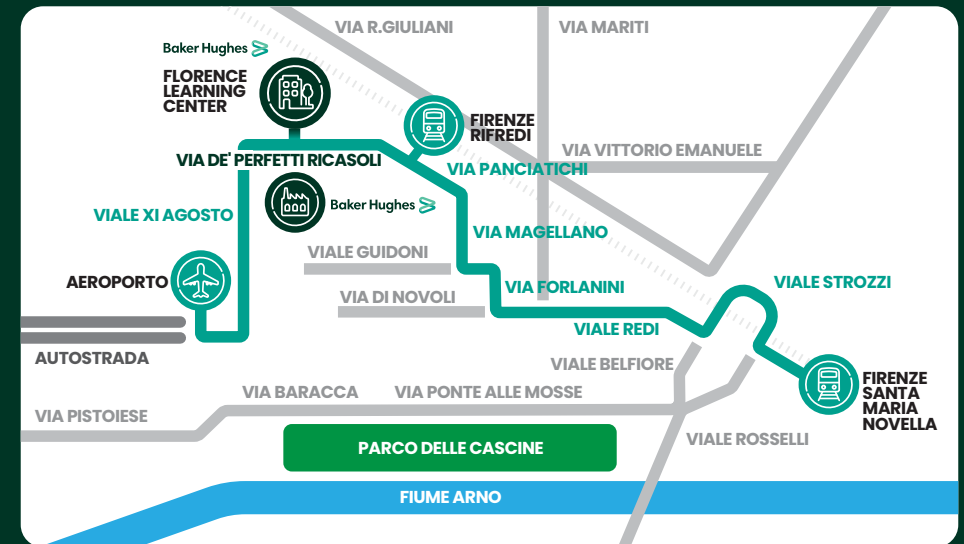 VIA R.GIULIANI
VIA MARITI
Baker Hughes
FLORENCE
LEARNING
CENTER
FIRENZE
RIFREDI
VIA VITTORIO EMANUELE
VIA DE' PERFETTI RICASOLI
VIA PANCIATICHI
Baker Hughes
VIALE XI AGOSTO
VIA MAGELLANO
VIALE GUIDONI
AEROPORTO
VIALE STROZZI
VIA FORLANINI
VIA DI NOVOLI
VIALE REDI
AUTOSTRADA
VIALE BELFIORE
FIRENZE
SANTA
MARIA
NOVELLA
VIA BARACCA
VIA PONTE ALLE MOSSE
VIA PISTOIESE
VIALE ROSSELLI
PARCO DELLE CASCINE
FIUME ARNO